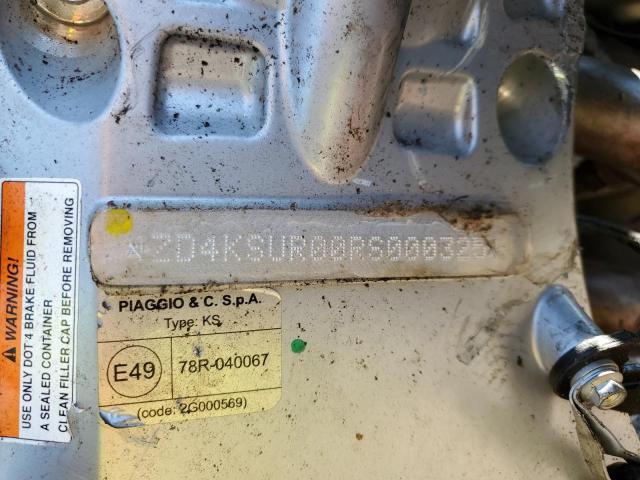 ⚠ WARNING!
USE ONLY DOT 4 BRAKE FLUID FROM
A SEALED CONTAINER
CLEAN FILLER CAP BEFORE REMOVING
ZD4KSUR00RS00032
PIAGGIO & C. S.p.A.
Type: KS
E49
78R-040067
(code: 2G000569)